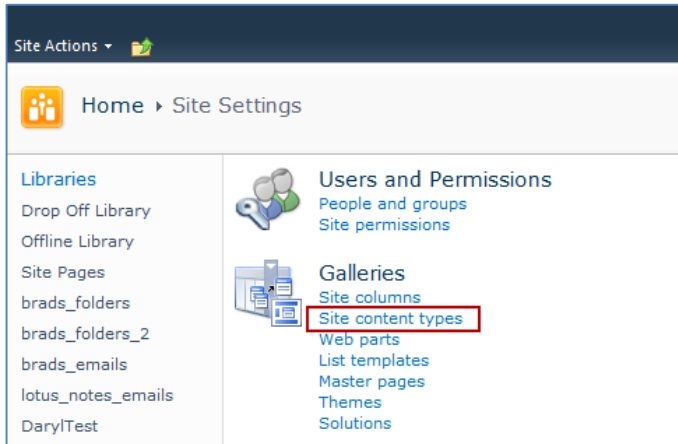 Site Actions
Home › Site Settings
Libraries
Drop Off Library
Offline Library
Site Pages
brads_folders
brads_folders_2
brads_emails
lotus_notes_emails
DarylTest
Users and Permissions
People and groups
Site permissions
Galleries
Site columns
Site content types
Web parts
List templates
Master pages
Themes
Solutions